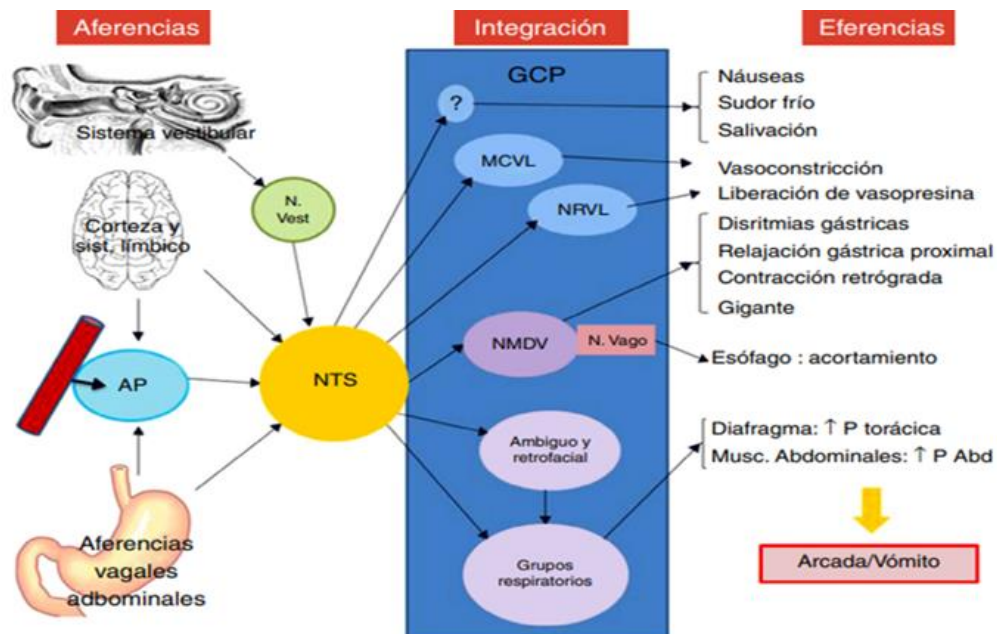 Aferencias
Integración
Eferencias
Sistema vestibular
N.
Vest
Corteza y
sist. límbico
AP
NTS
Aferencias
vagales
adbominales
GCP
?
MCVL
NRVL
NMDV
N. Vago
Ambiguo y
retrofacial
Grupos
respiratorios
Náuseas
Sudor frío
Salivación
Vasoconstricción
Liberación de vasopresina
Disritmias gástricas
Relajación gástrica proximal
Contracción retrógrada
Gigante
Esófago : acortamiento
Diafragma: ↑ P torácica
Musc. Abdominales: ↑ P Abd
Arcada/Vómito